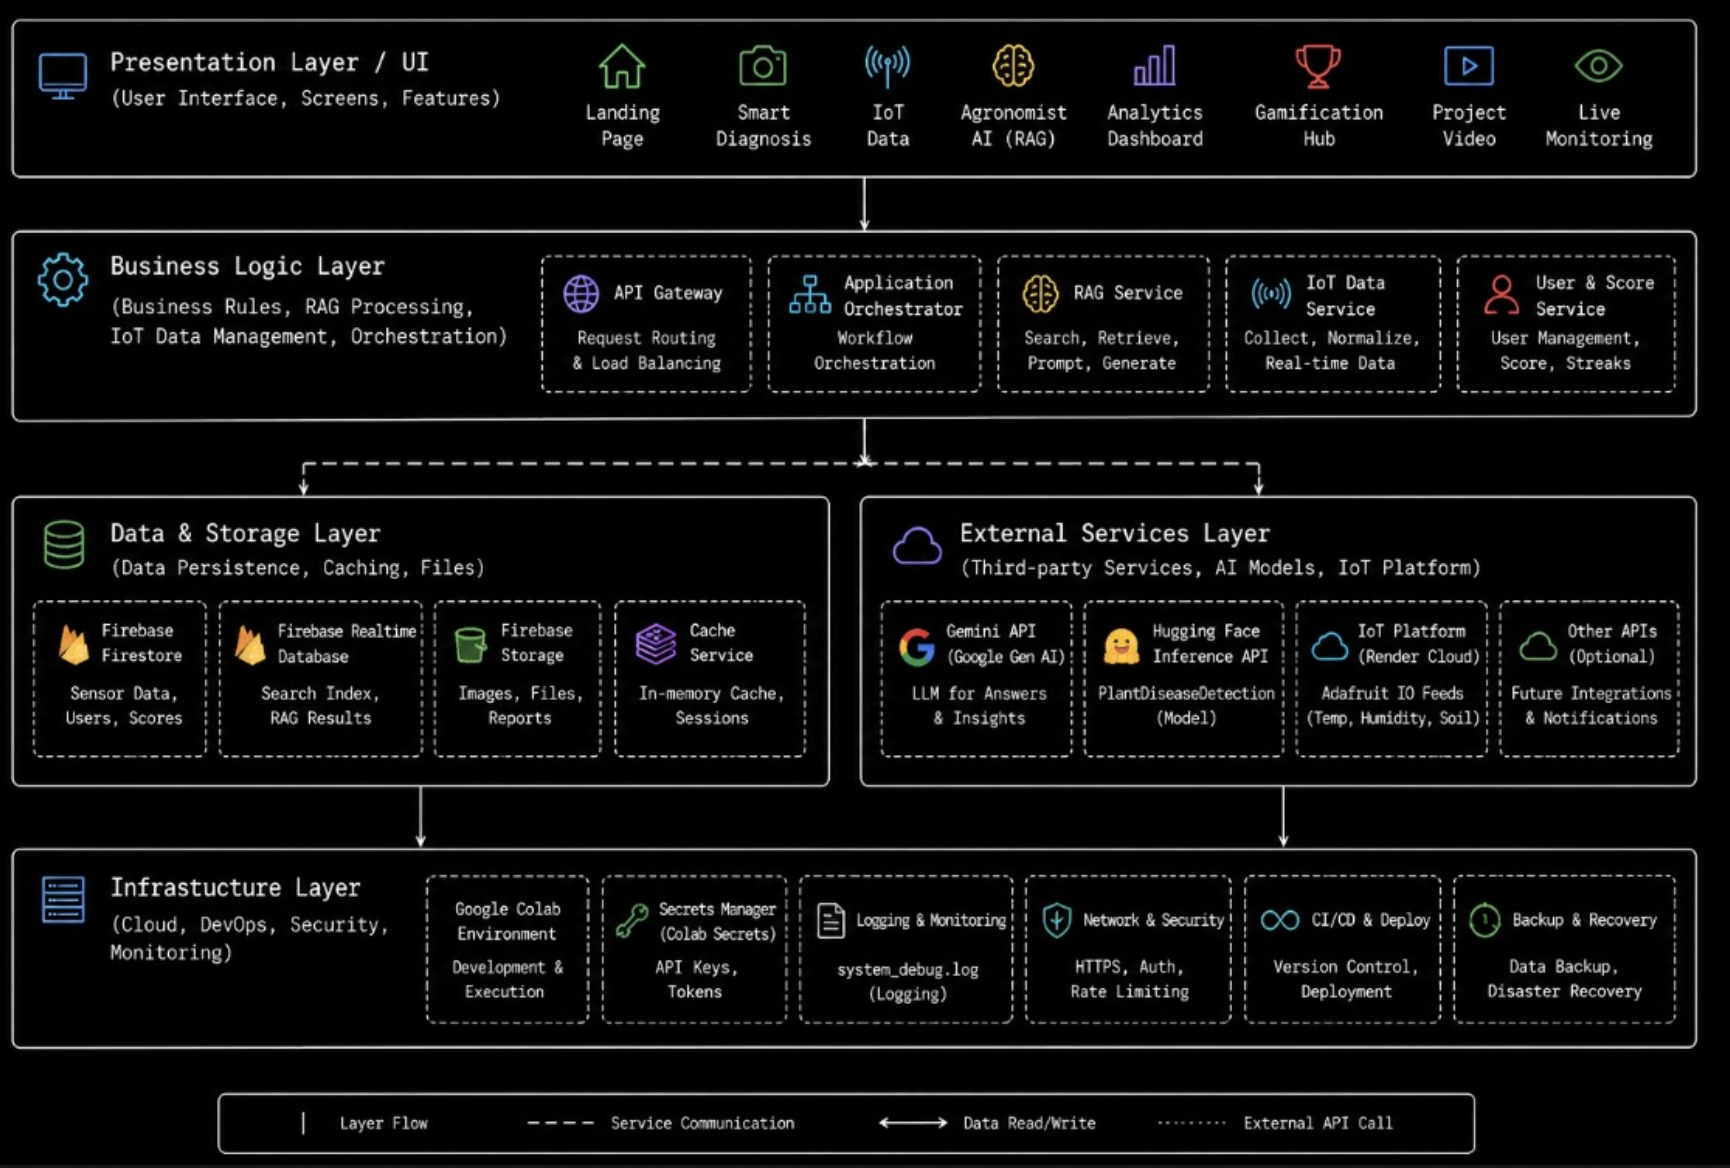 Presentation Layer / UI
(User Interface, Screens, Features)
Landing
Page
Smart
Diagnosis
IoT
Data
Agronomist
AI (RAG)
Analytics
Dashboard
Gamification
Hub
Project
Video
Live
Monitoring
Business Logic Layer
(Business Rules, RAG Processing,
IoT Data Management, Orchestration)
API Gateway
Request Routing
& Load Balancing
Application
Orchestrator
Workflow
Orchestration
RAG Service
Search, Retrieve,
Prompt, Generate
IoT Data
Service
Collect, Normalize,
Real-time Data
User & Score
Service
User Management,
Score, Streaks
Data & Storage Layer
(Data Persistence, Caching, Files)
Firebase
Firestore
Sensor Data,
Users, Scores
Firebase Realtime
Database
Search Index,
RAG Results
Firebase
Storage
Images, Files,
Reports
Cache
Service
In-memory Cache,
Sessions
External Services Layer
(Third-party Services, AI Models, IoT Platform)
Gemini API
(Google Gen AI)
LLM for Answers
& Insights
Hugging Face
Inference API
PlantDiseaseDetection
(Model)
IoT Platform
(Render Cloud)
Adafruit IO Feeds
(Temp, Humidity, Soil)
Other APIs
(Optional)
Future Integrations
& Notifications
Infrastucture Layer
(Cloud, DevOps, Security,
Monitoring)
Google Colab
Environment
Development &
Execution
Secrets Manager
(Colab Secrets)
API Keys,
Tokens
Logging & Monitoring
system_debug.log
(Logging)
Network & Security
HTTPS, Auth,
Rate Limiting
CI/CD & Deploy
Version Control,
Deployment
Backup & Recovery
Data Backup,
Disaster Recovery
Layer Flow
Service Communication
Data Read/Write
External API Call